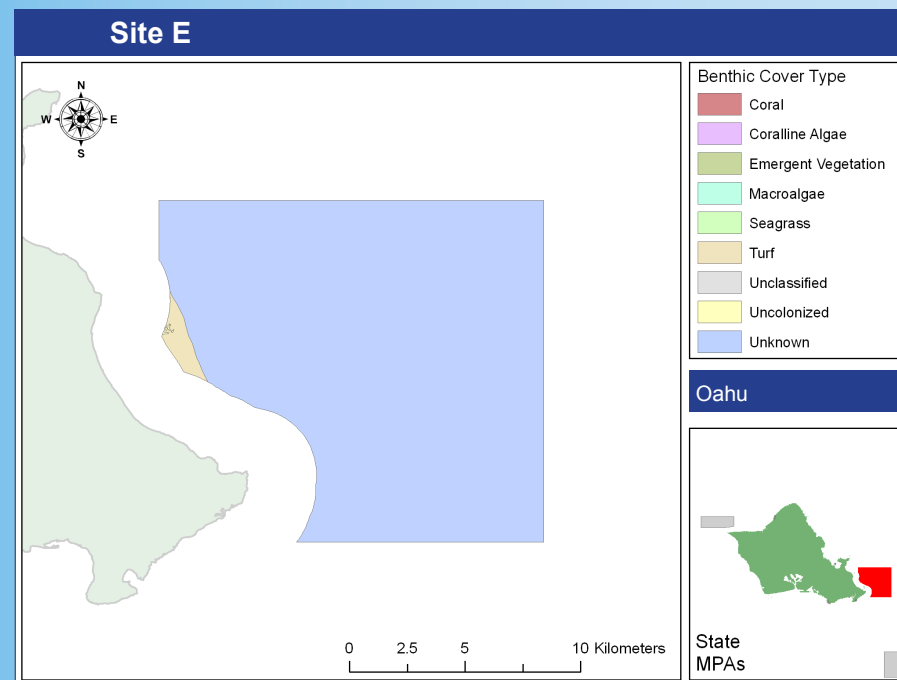 Site E
N
W
E
S
Benthic Cover Type
Coral
Coralline Algae
Emergent Vegetation
Macroalgae
Seagrass
Turf
Unclassified
Uncolonized
Unknown
Oahu
0 2.5 5 10 Kilometers
State
MPAs